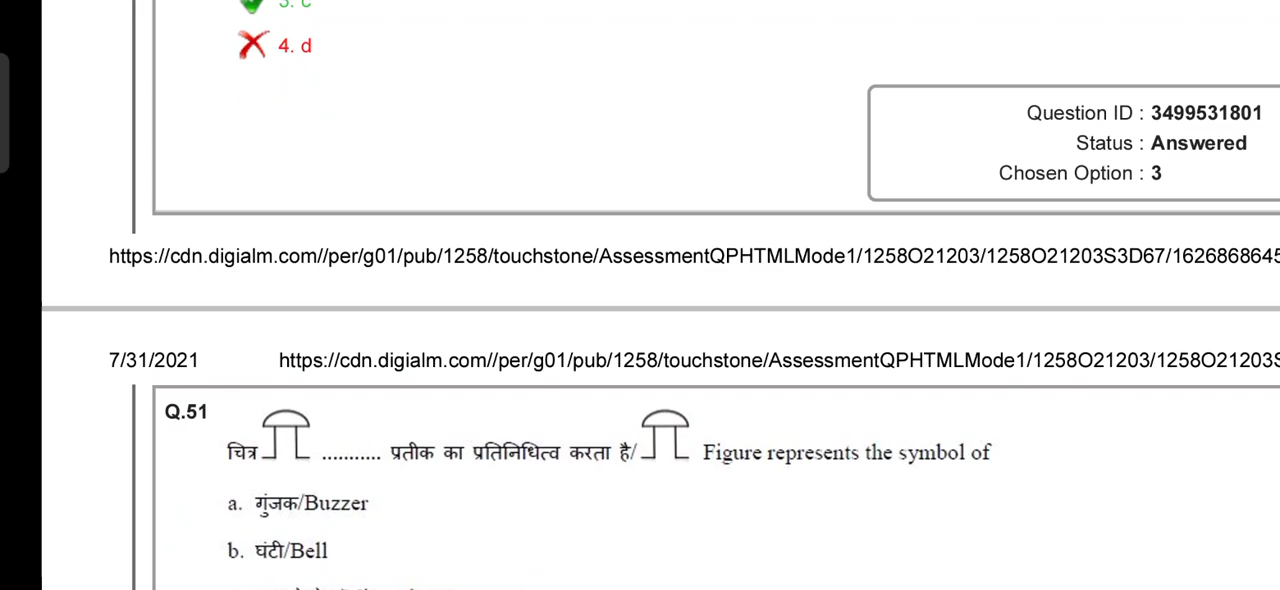 3. c
4. d
Question ID : 3499531801
Status : Answered
Chosen Option : 3
https://cdn.digialm.com//per/g01/pub/1258/touchstone/AssessmentQPHTMLMode1/1258O21203/1258O21203S3D67/1626868645
7/31/2021 https://cdn.digialm.com//per/g01/pub/1258/touchstone/AssessmentQPHTMLMode1/1258O21203/1258O21203S
Q.51
चित्र ........... प्रतीक का प्रतिनिधित्व करता है/ Figure represents the symbol of
a. गुंजक/Buzzer
b. घंटी/Bell